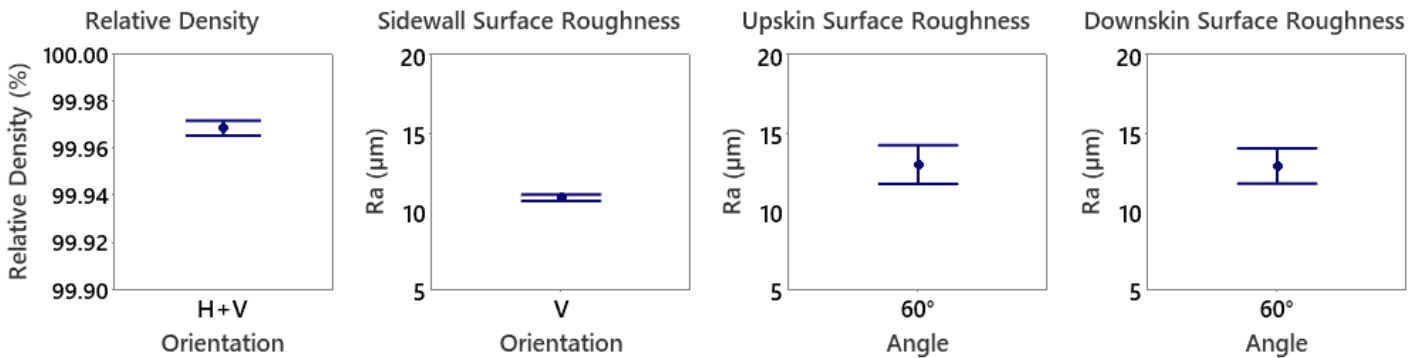 Relative Density
Relative Density (%)
100.00
99.98
99.96
99.94
99.92
99.90
H+V
Orientation
Sidewall Surface Roughness
Ra (µm)
20
15
10
5
V
Orientation
Upskin Surface Roughness
Ra (µm)
20
15
10
5
60°
Angle
Downskin Surface Roughness
Ra (µm)
20
15
10
5
60°
Angle